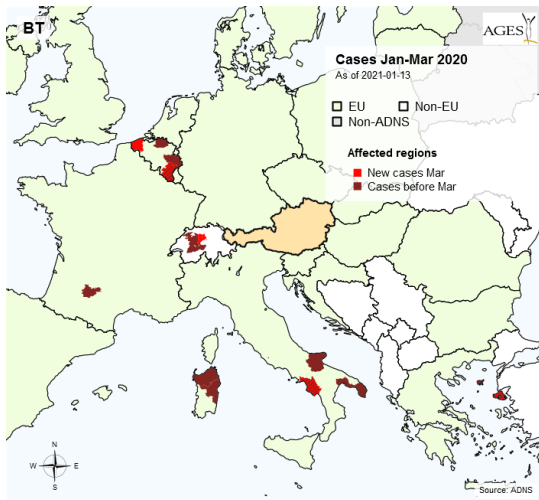 BT
AGES
Cases Jan-Mar 2020
As of 2021-01-13
EU Non-EU
Non-ADNS
Affected regions
New cases Mar
Cases before Mar
N
W E
S
Source: ADNS